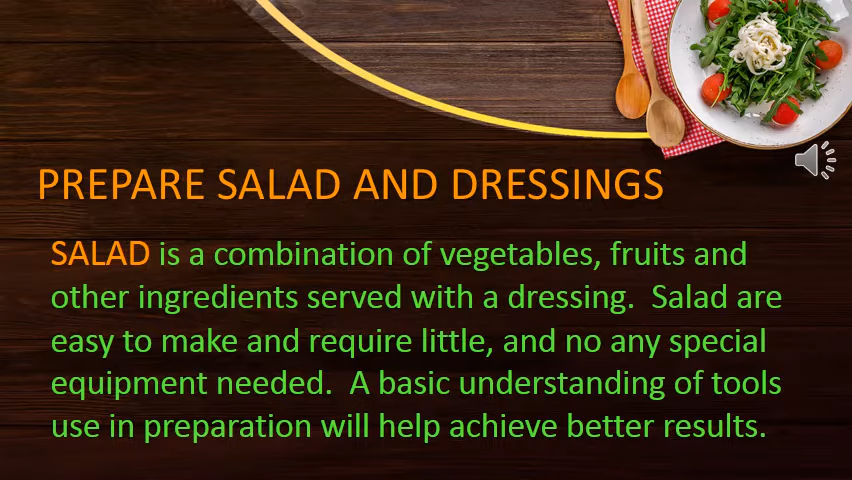 PREPARE SALAD AND DRESSINGS
SALAD is a combination of vegetables, fruits and
other ingredients served with a dressing.  Salad are
easy to make and require little, and no any special
equipment needed.  A basic understanding of tools
use in preparation will help achieve better results.